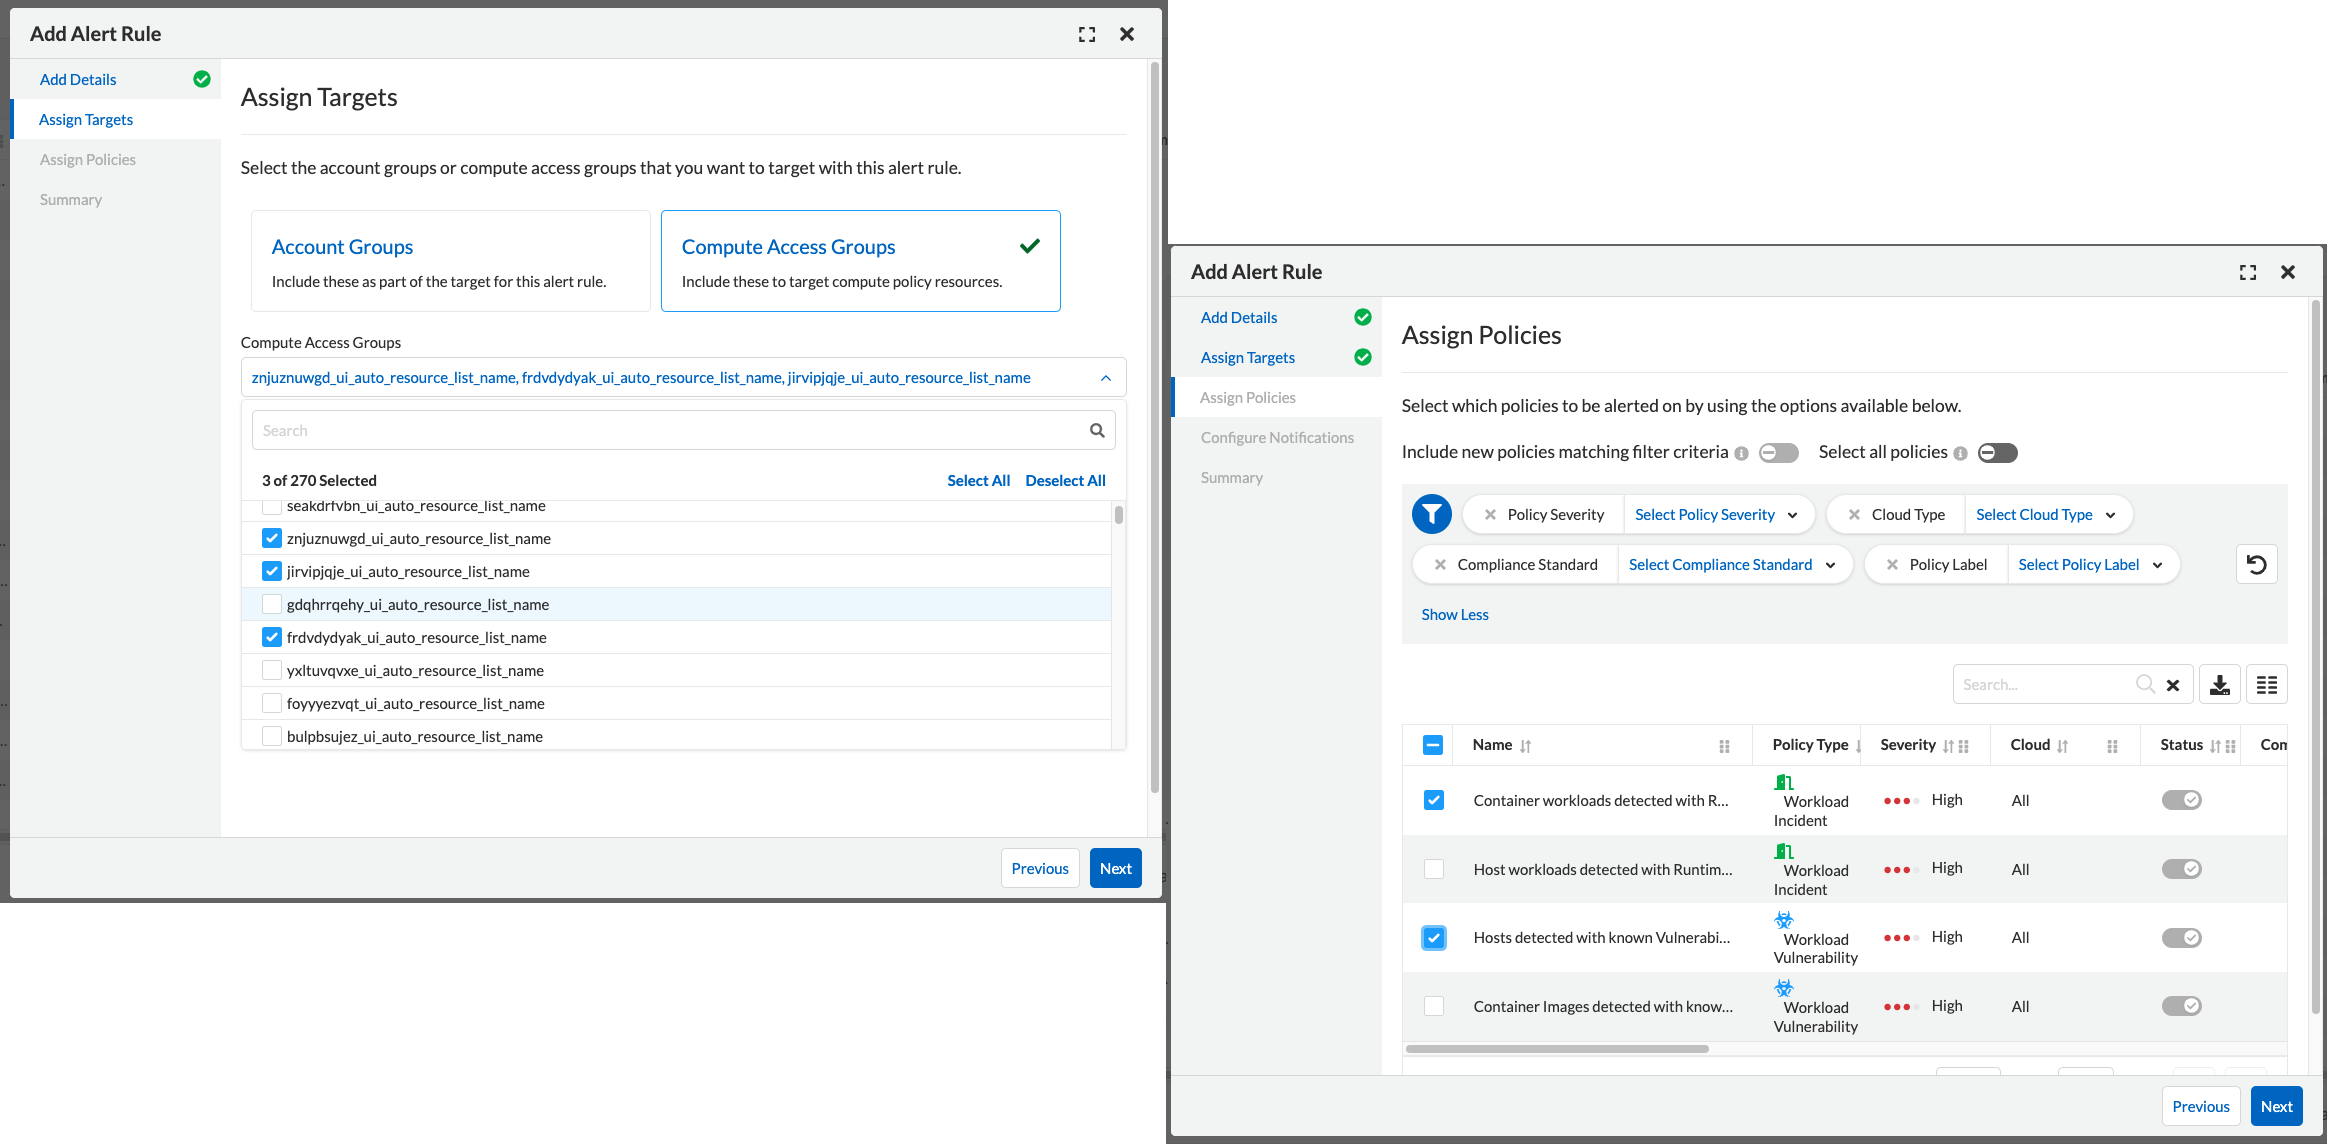 Add Alert Rule
Add Details
Assign Targets
Assign Policies
Summary
Assign Targets
Select the account groups or compute access groups that you want to target with this alert rule.
Account Groups
Include these as part of the target for this alert rule.
Compute Access Groups
Include these to target compute policy resources.
Compute Access Groups
znjuznuwgd_ui_auto_resource_list_name, frdvdydyak_ui_auto_resource_list_name, jirvipjqje_ui_auto_resource_list_name
Search
3 of 270 Selected Select All Deselect All
seakdrfvbn_ui_auto_resource_list_name
znjuznuwgd_ui_auto_resource_list_name
jirvipjqje_ui_auto_resource_list_name
gdqhrrqehy_ui_auto_resource_list_name
frdvdydyak_ui_auto_resource_list_name
yxltuvqvxe_ui_auto_resource_list_name
foyyyezvqt_ui_auto_resource_list_name
bulpbsujez_ui_auto_resource_list_name
Previous Next
Add Alert Rule
Add Details
Assign Targets
Assign Policies
Configure Notifications
Summary
Assign Policies
Select which policies to be alerted on by using the options available below.
Include new policies matching filter criteria Select all policies
Policy Severity Select Policy Severity Cloud Type Select Cloud Type
Compliance Standard Select Compliance Standard Policy Label Select Policy Label
Show Less
Search...
Name Policy Type Severity Cloud Status Com
Container workloads detected with R... Workload Incident High All
Host workloads detected with Runtim... Workload Incident High All
Hosts detected with known Vulnerabi... Workload Vulnerability High All
Container Images detected with know... Workload Vulnerability High All
Previous Next